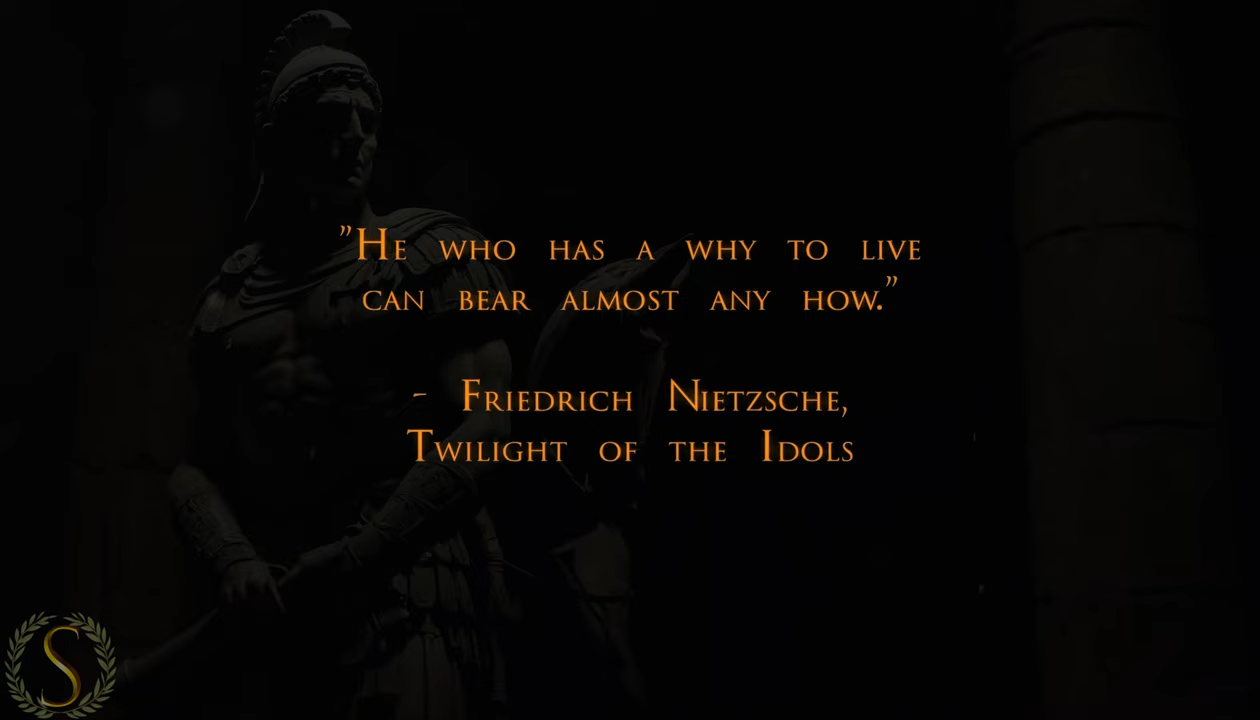 ”He who has a why to live
can bear almost any how.”
- Friedrich Nietzsche,
Twilight of the Idols
S